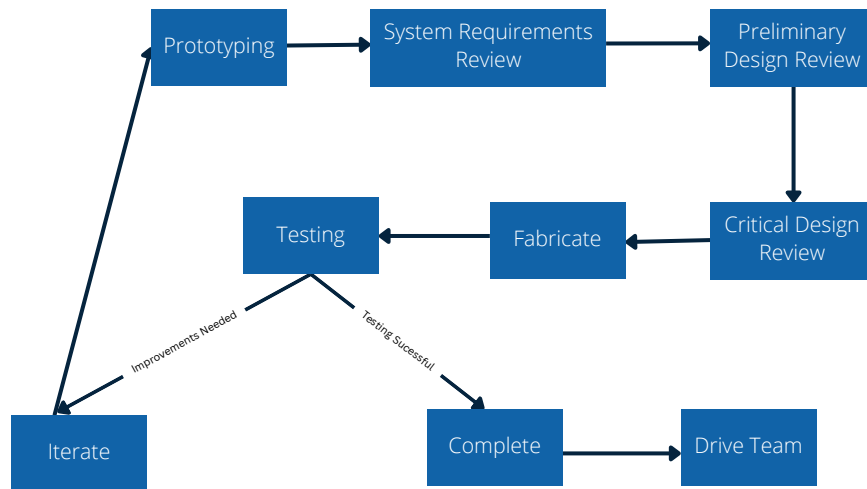 Prototyping
System Requirements
Review
Preliminary
Design Review
Testing
Fabricate
Critical Design
Review
Improvements Needed
Testing Sucessful
Iterate
Complete
Drive Team